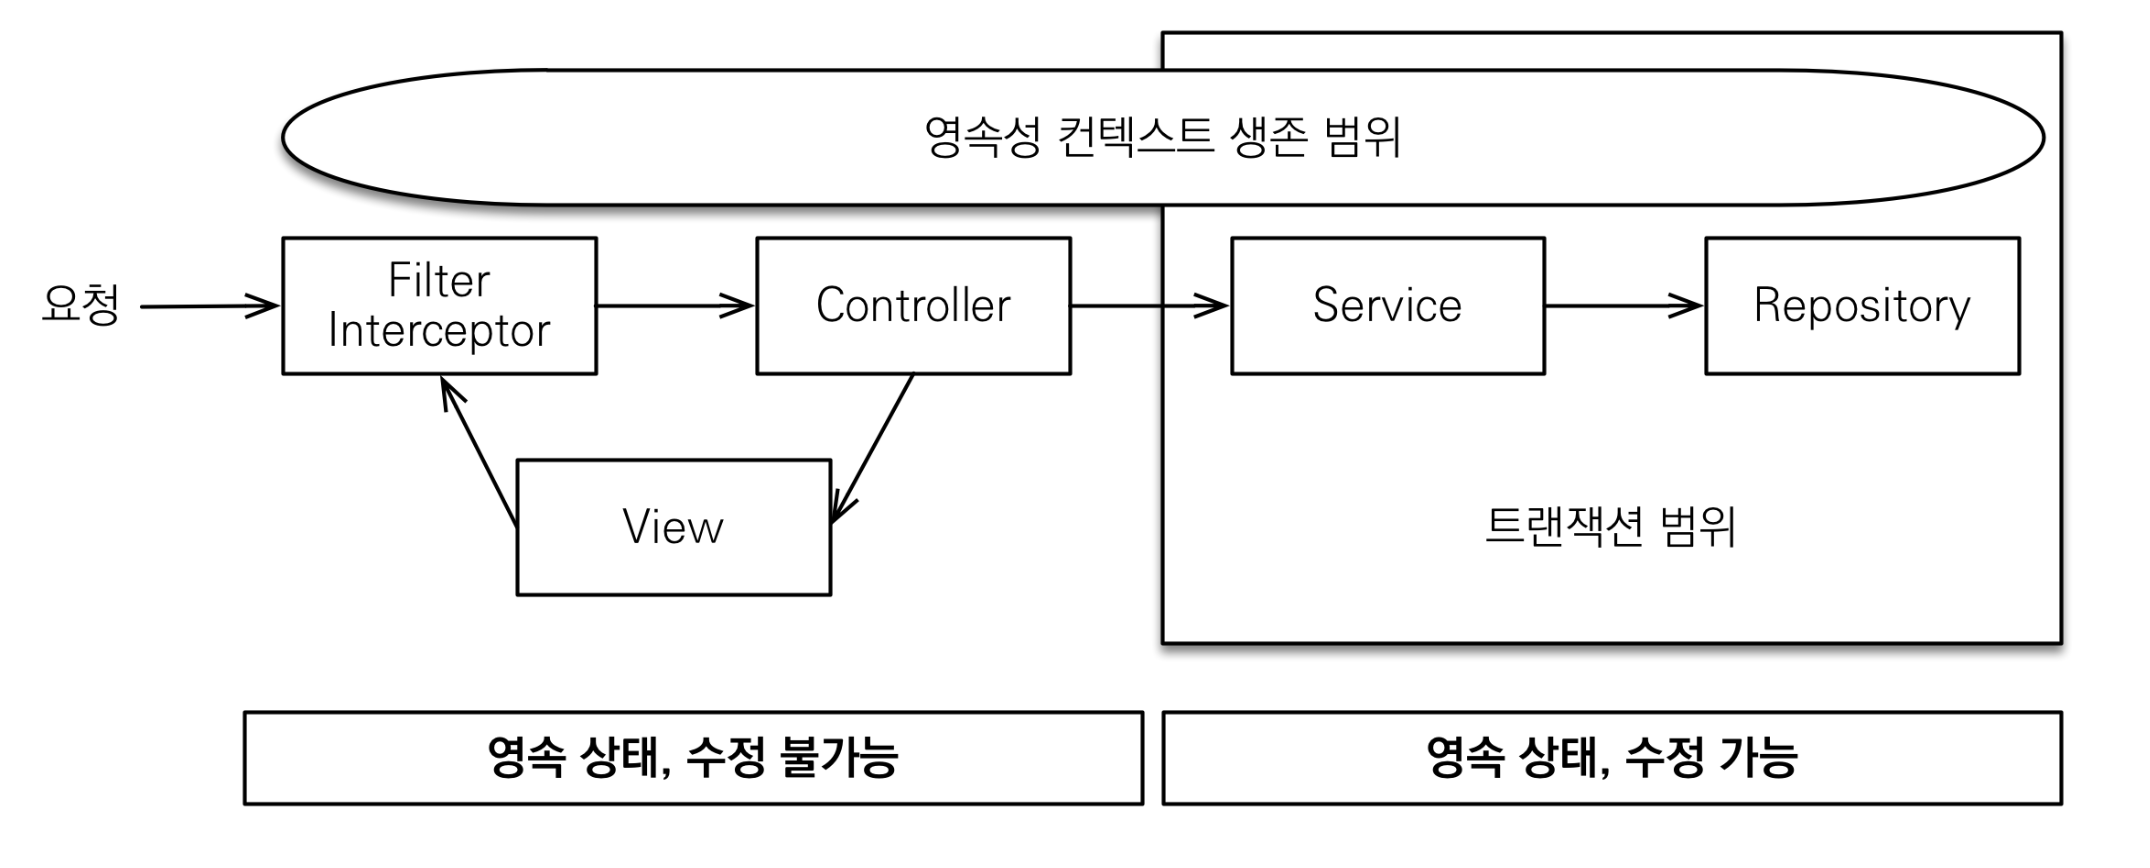 영속성 컨텍스트 생존 범위
요청
Filter
Interceptor
Controller
Service
Repository
View
트랜잭션 범위
영속 상태, 수정 불가능
영속 상태, 수정 가능